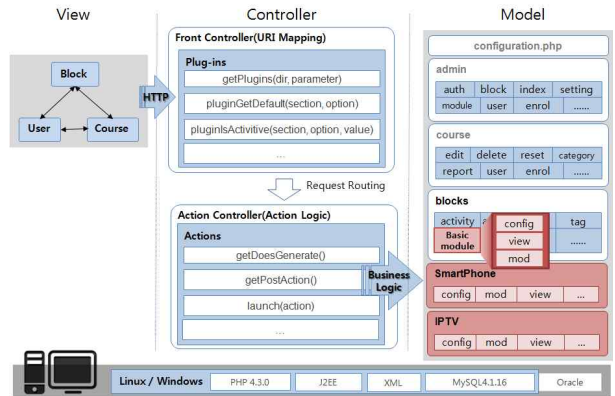 View
Controller
Model
Block
User
Course
HTTP
Front Controller(URI Mapping)
Plug-ins
getPlugins(dir, parameter)
pluginGetDefault(section, option)
pluginIsActivitive(section, option, value)
...
Request Routing
Action Controller(Action Logic)
Actions
getDoesGenerate()
getPostAction()
launch(action)
...
Business
Logic
configuration.php
admin
auth block index setting
module user enrol ......
course
edit delete reset category
report user enrol ......
blocks
activity tag
Basic
module
......
config
view
mod
SmartPhone
config mod view ...
IPTV
config mod view ...
Linux / Windows PHP 4.3.0 J2EE XML MySQL4.1.16 Oracle